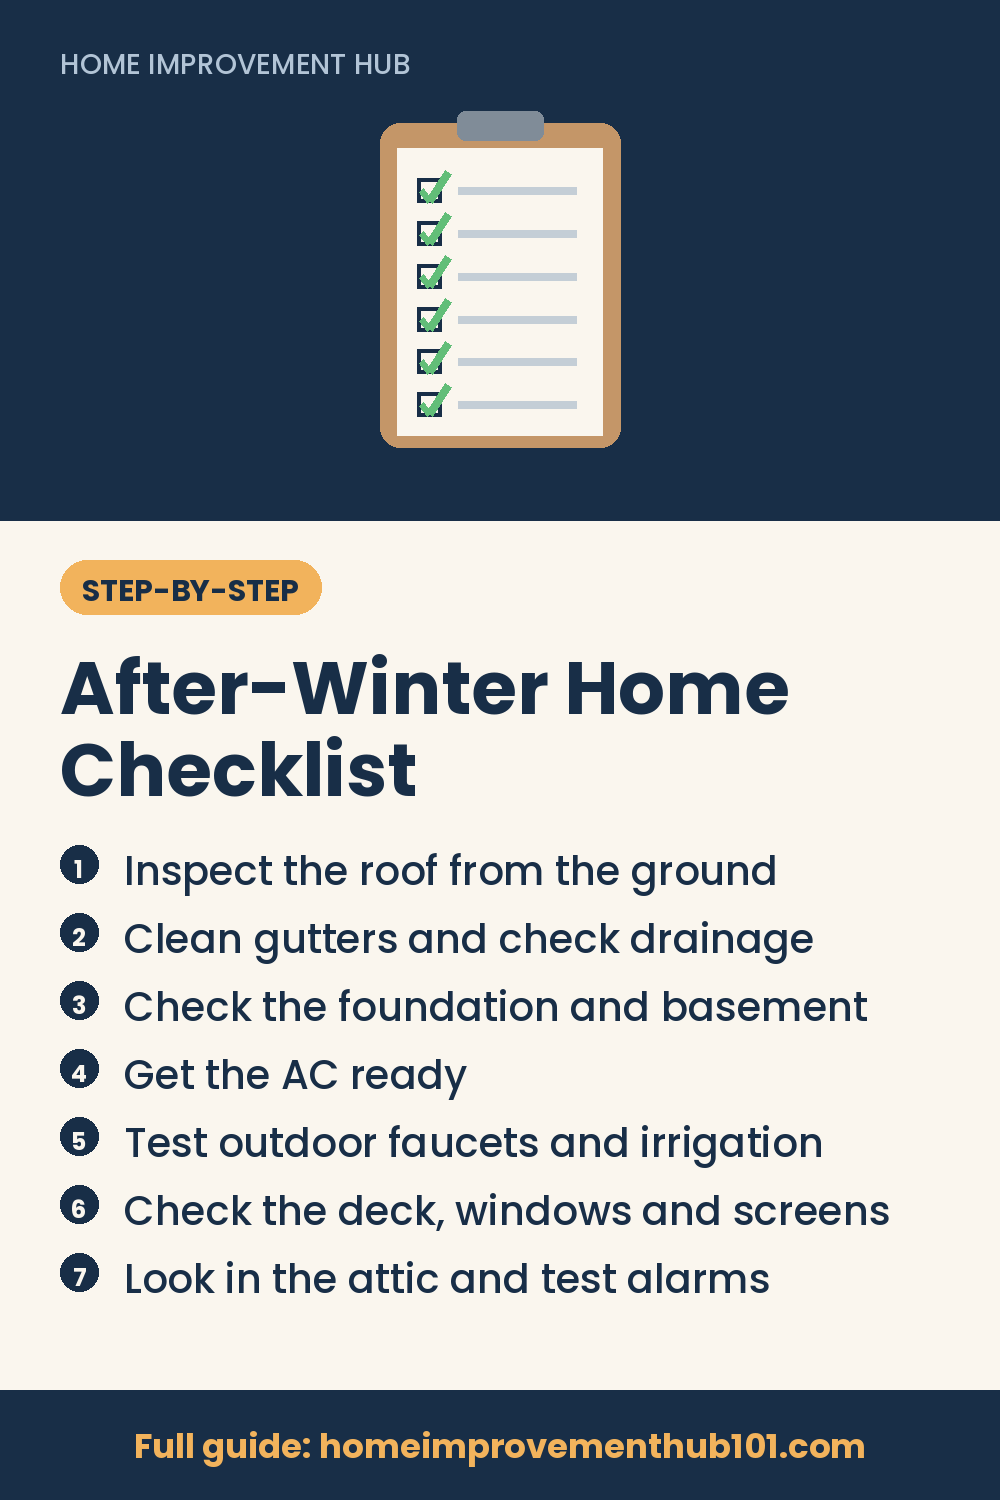 HOME IMPROVEMENT HUB
STEP-BY-STEP
After-Winter Home
Checklist
1 Inspect the roof from the ground
2 Clean gutters and check drainage
3 Check the foundation and basement
4 Get the AC ready
5 Test outdoor faucets and irrigation
6 Check the deck, windows and screens
7 Look in the attic and test alarms
Full guide: homeimprovementhub101.com